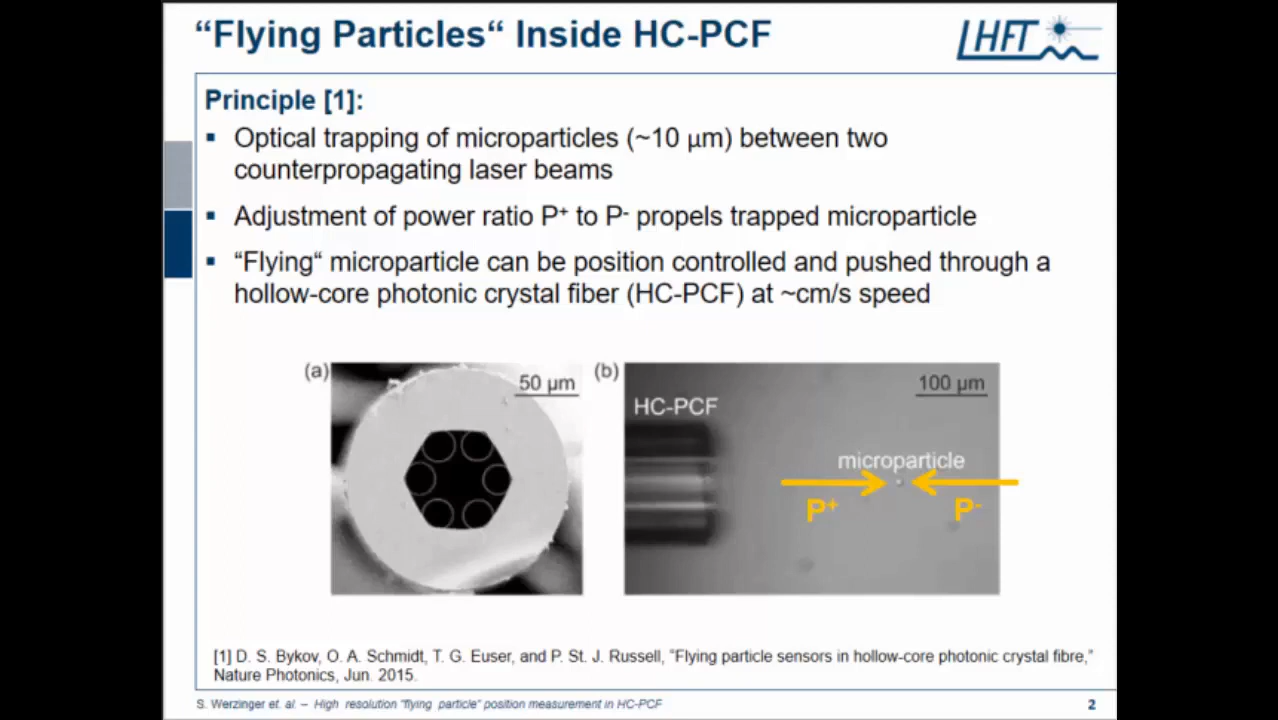 “Flying Particles“ Inside HC-PCF
LHFT
Principle [1]:
▪ Optical trapping of microparticles (~10 μm) between two
counterpropagating laser beams
▪ Adjustment of power ratio P⁺ to P⁻ propels trapped microparticle
▪ “Flying“ microparticle can be position controlled and pushed through a
hollow-core photonic crystal fiber (HC-PCF) at ~cm/s speed
(a)
50 μm
(b)
100 μm
HC-PCF
microparticle
P⁺
P⁻
[1] D. S. Bykov, O. A. Schmidt, T. G. Euser, and P. St. J. Russell, “Flying particle sensors in hollow-core photonic crystal fibre,”
Nature Photonics, Jun. 2015.
S. Werzinger et. al. – High resolution “flying particle” position measurement in HC-PCF
2